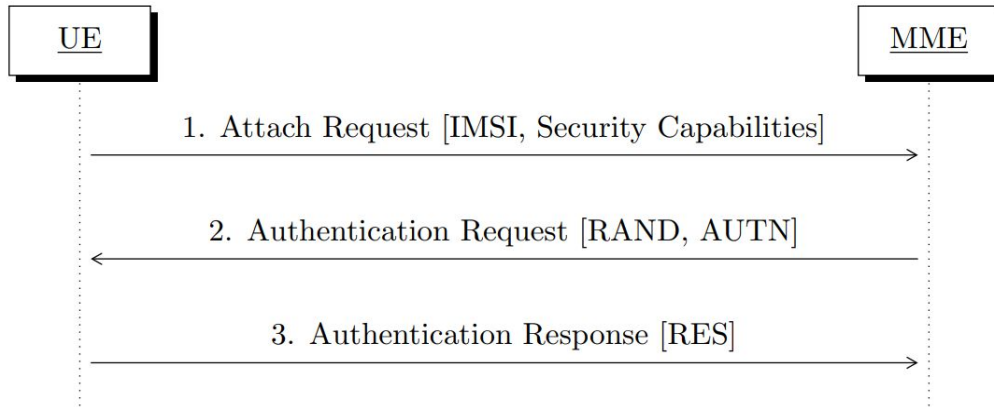 UE
MME
1. Attach Request [IMSI, Security Capabilities]
2. Authentication Request [RAND, AUTN]
3. Authentication Response [RES]